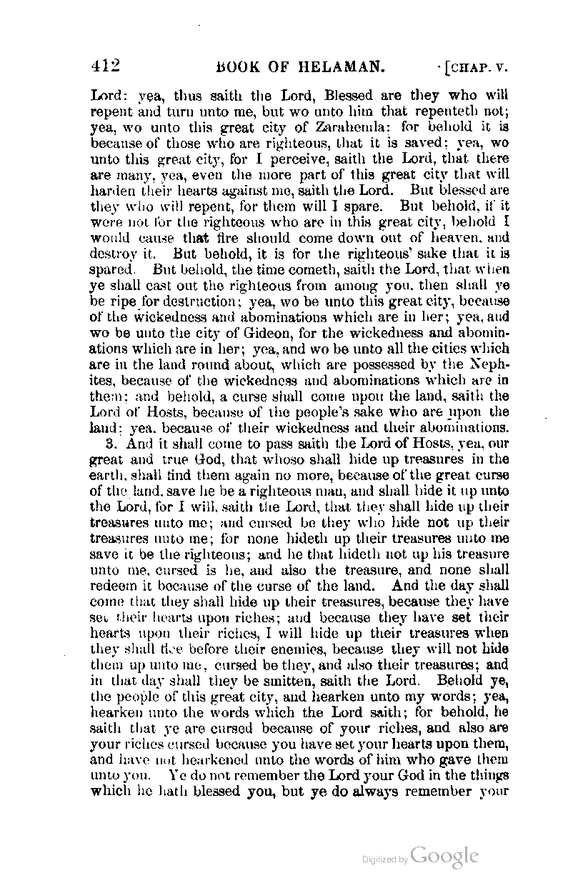 412 BOOK OF HELAMAN. [CHAP. V.
Lord: yea, thus saith the Lord, Blessed are they who will
repent and turn unto me, but wo unto him that repenteth not;
yea, wo unto this great city of Zarahemla: for behold it is
because of those who are righteous, that it is saved; yea, wo
unto this great city, for I perceive, saith the Lord, that there
are many, yea, even the more part of this great city that will
harden their hearts against me, saith the Lord. But blessed are
they who will repent, for them will I spare. But behold, if it
were not for the righteous who are in this great city, behold I
would cause that fire should come down out of heaven, and
destroy it. But behold, it is for the righteous' sake that it is
spared. But behold, the time cometh, saith the Lord, that when
ye shall cast out the righteous from among you, then shall ye
be ripe for destruction; yea, wo be unto this great city, because
of the wickedness and abominations which are in her; yea, and
wo be unto the city of Gideon, for the wickedness and abomin-
ations which are in her; yea, and wo be unto all the cities which
are in the land round about, which are possessed by the Neph-
ites, because of the wickedness and abominations which are in
them; and behold, a curse shall come upon the land, saith the
Lord of Hosts, because of the people's sake who are upon the
land; yea, because of their wickedness and their abominations.
3. And it shall come to pass saith the Lord of Hosts, yea, our
great and true God, that whoso shall hide up treasures in the
earth, shall find them again no more, because of the great curse
of the land, save he be a righteous man, and shall hide it up unto
the Lord, for I will, saith the Lord, that they shall hide up their
treasures unto me; and cursed be they who hide not up their
treasures unto me; for none hideth up their treasures unto me
save it be the righteous; and he that hideth not up his treasure
unto me, cursed is he, and also the treasure, and none shall
redeem it because of the curse of the land. And the day shall
come that they shall hide up their treasures, because they have
set their hearts upon riches; and because they have set their
hearts upon their riches, I will hide up their treasures when
they shall flee before their enemies, because they will not hide
them up unto me, cursed be they, and also their treasures; and
in that day shall they be smitten, saith the Lord. Behold ye,
the people of this great city, and hearken unto my words; yea,
hearken unto the words which the Lord saith; for behold, he
saith that ye are cursed because of your riches, and also are
your riches cursed because you have set your hearts upon them,
and have not hearkened unto the words of him who gave them
unto you. Ye do not remember the Lord your God in the things
which he hath blessed you, but ye do always remember your
Digitized by Google